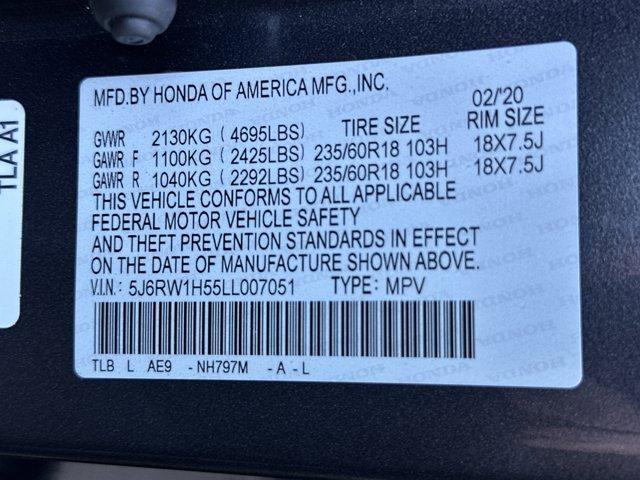 MFD.BY HONDA OF AMERICA MFG.,INC. 02/'20
GVWR 2130KG ( 4695LBS) TIRE SIZE RIM SIZE
GAWR F 1100KG ( 2425LBS) 235/60R18 103H 18X7.5J
GAWR R 1040KG ( 2292LBS) 235/60R18 103H 18X7.5J
THIS VEHICLE CONFORMS TO ALL APPLICABLE
FEDERAL MOTOR VEHICLE SAFETY
AND THEFT PREVENTION STANDARDS IN EFFECT
ON THE DATE OF MANUFACTURE SHOWN ABOVE.
V.I.N.: 5J6RW1H55LL007051 TYPE: MPV
TLB L AE9 - NH797M - A - L
TLA A1